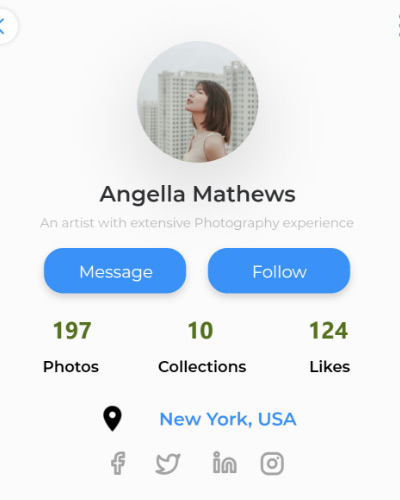 Angella Mathews
An artist with extensive Photography experience
Message Follow
197 10 124
Photos Collections Likes
New York, USA